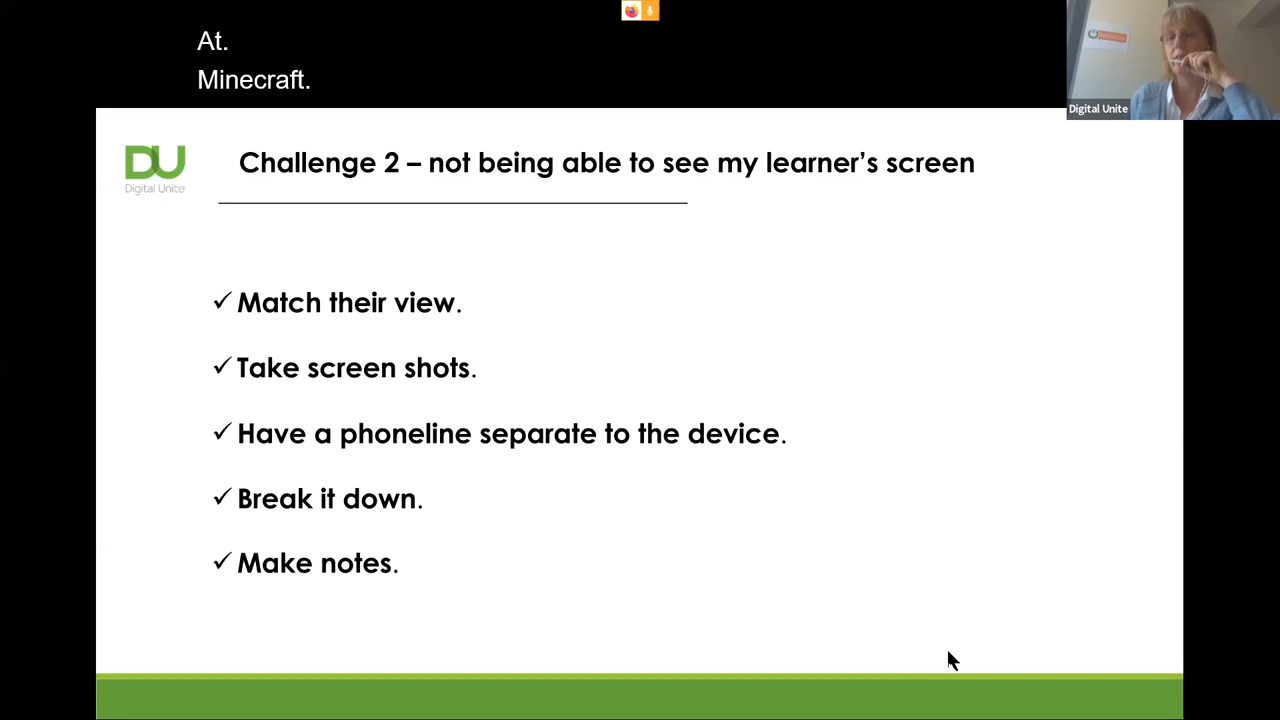 At.
Minecraft.
Digital Unite
DU
Digital Unite
Challenge 2 – not being able to see my learner's screen
✓ Match their view.
✓ Take screen shots.
✓ Have a phoneline separate to the device.
✓ Break it down.
✓ Make notes.